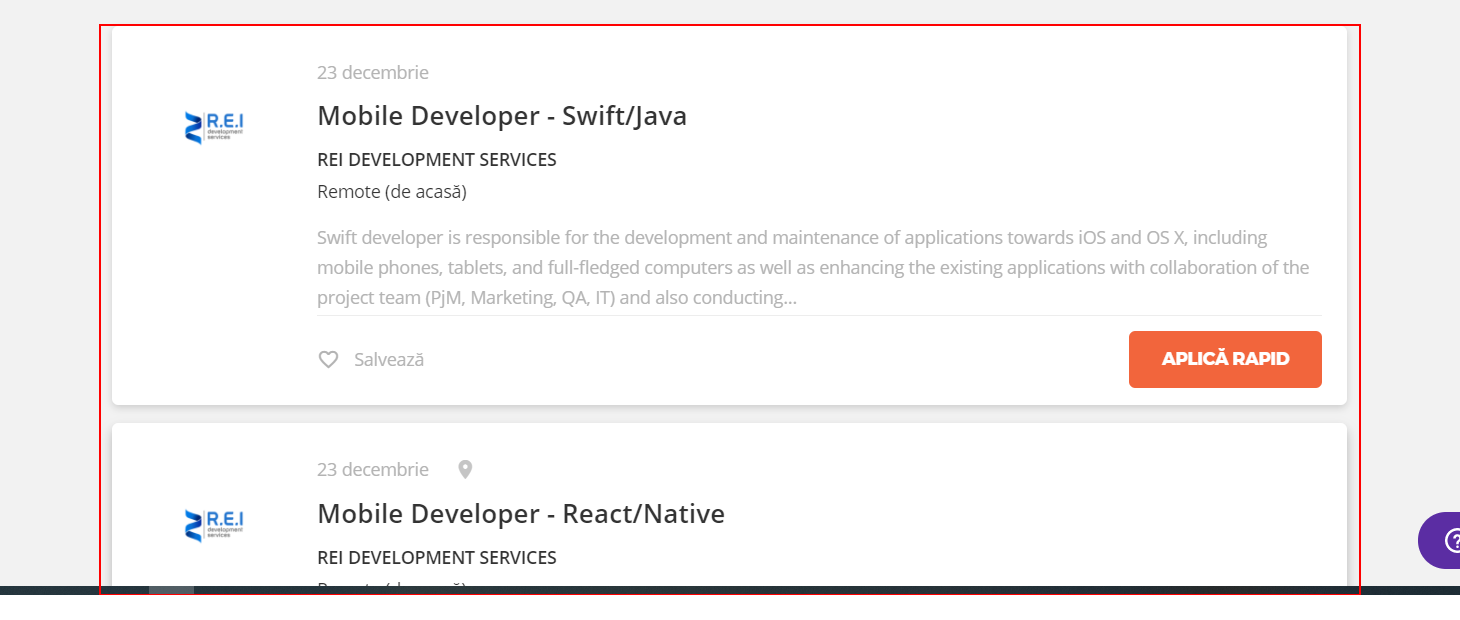 23 decembrie
R.E.I
development
services
Mobile Developer - Swift/Java
REI DEVELOPMENT SERVICES
Remote (de acasă)
Swift developer is responsible for the development and maintenance of applications towards iOS and OS X, including
mobile phones, tablets, and full-fledged computers as well as enhancing the existing applications with collaboration of the
project team (PjM, Marketing, QA, IT) and also conducting...
Salvează
APLICĂ RAPID
23 decembrie
R.E.I
development
services
Mobile Developer - React/Native
REI DEVELOPMENT SERVICES